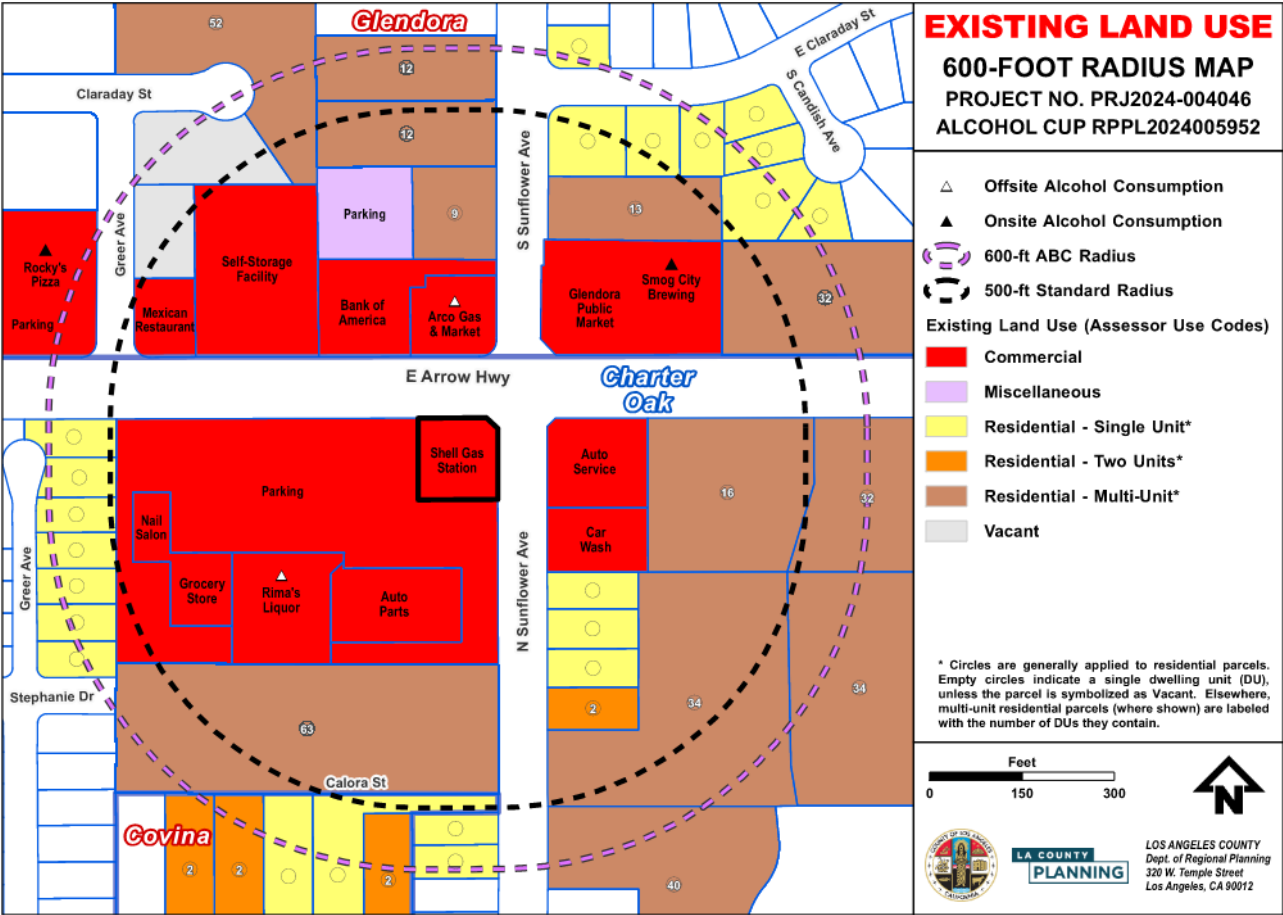 52
Glendora
12
Claraday St
12
E Claraday St
S Candish Ave
Greer Ave
Parking
9
S Sunflower Ave
13
Rocky's
Pizza
Parking
Self-Storage
Facility
Mexican
Restaurant
Bank of
America
Arco Gas
& Market
Glendora
Public
Market
Smog City
Brewing
32
E Arrow Hwy
Charter
Oak
Shell Gas
Station
Auto
Service
Parking
16
32
Nail
Salon
Car
Wash
Greer Ave
Grocery
Store
Rima's
Liquor
Auto
Parts
N Sunflower Ave
Stephanie Dr
2
34
34
63
Calora St
Covina
2
2
2
40
EXISTING LAND USE
600-FOOT RADIUS MAP
PROJECT NO. PRJ2024-004046
ALCOHOL CUP RPPL2024005952
Offsite Alcohol Consumption
Onsite Alcohol Consumption
600-ft ABC Radius
500-ft Standard Radius
Existing Land Use (Assessor Use Codes)
Commercial
Miscellaneous
Residential - Single Unit*
Residential - Two Units*
Residential - Multi-Unit*
Vacant
* Circles are generally applied to residential parcels.
Empty circles indicate a single dwelling unit (DU),
unless the parcel is symbolized as Vacant. Elsewhere,
multi-unit residential parcels (where shown) are labeled
with the number of DUs they contain.
Feet
0 150 300
N
LA COUNTY
PLANNING
LOS ANGELES COUNTY
Dept. of Regional Planning
320 W. Temple Street
Los Angeles, CA 90012